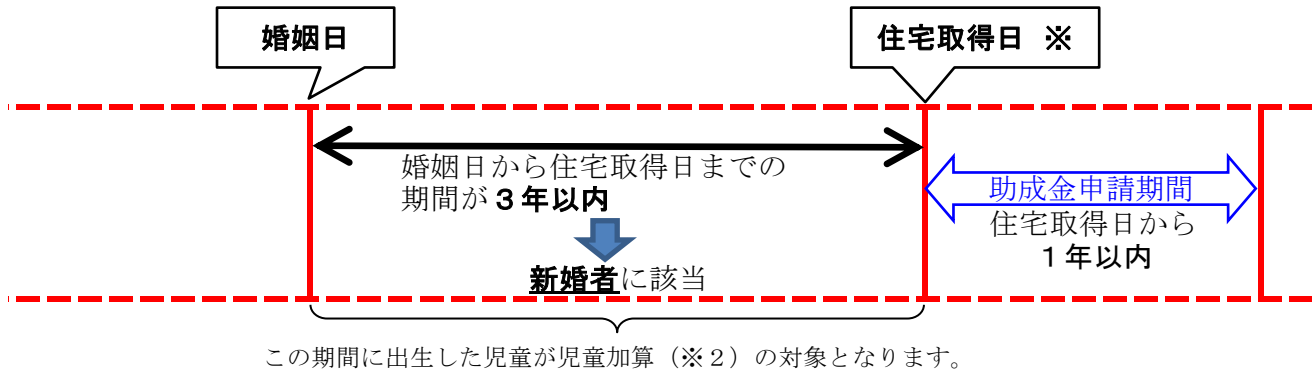 婚姻日
住宅取得日 ※
婚姻日から住宅取得日までの
期間が３年以内
新婚者に該当
助成金申請期間
住宅取得日から
１年以内
この期間に出生した児童が児童加算（※２）の対象となります。